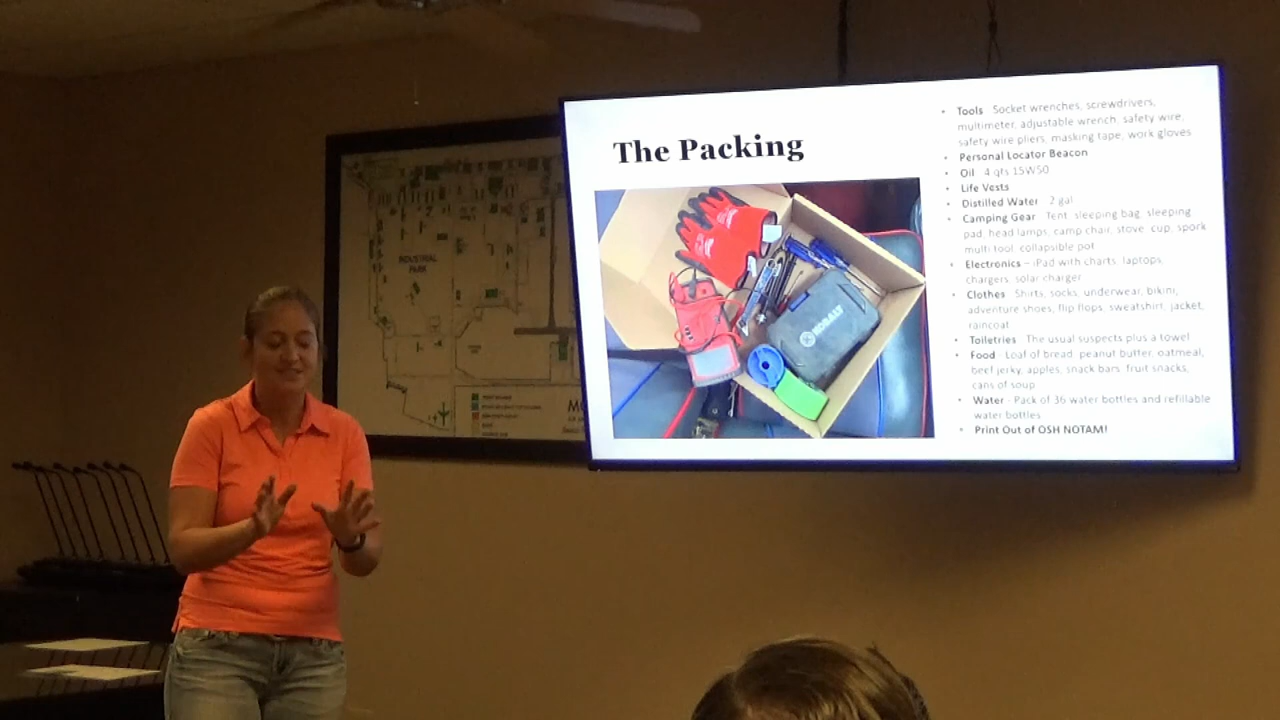 The Packing
• Tools Socket wrenches, screwdrivers,
multimeter, adjustable wrench, safety wire,
safety wire pliers, masking tape, work gloves
• Personal Locator Beacon
• Oil 4 qts 15W50
• Life Vests
• Distilled Water 2 gal
• Camping Gear Tent, sleeping bag, sleeping
pad, head lamps, camp chair, stove, cup, spork
multi tool, collapsible pot
• Electronics – iPad with charts, laptops,
chargers, solar charger
• Clothes Shirts, socks, underwear, bikini,
adventure shoes, flip flops, sweatshirt, jacket,
raincoat
• Toiletries The usual suspects plus a towel
• Food Loaf of bread, peanut butter, oatmeal,
beef jerky, apples, snack bars, fruit snacks,
cans of soup
• Water - Pack of 36 water bottles and refillable
water bottles
• Print Out of OSH NOTAM!
KOBALT
INDUSTRIAL
PARK